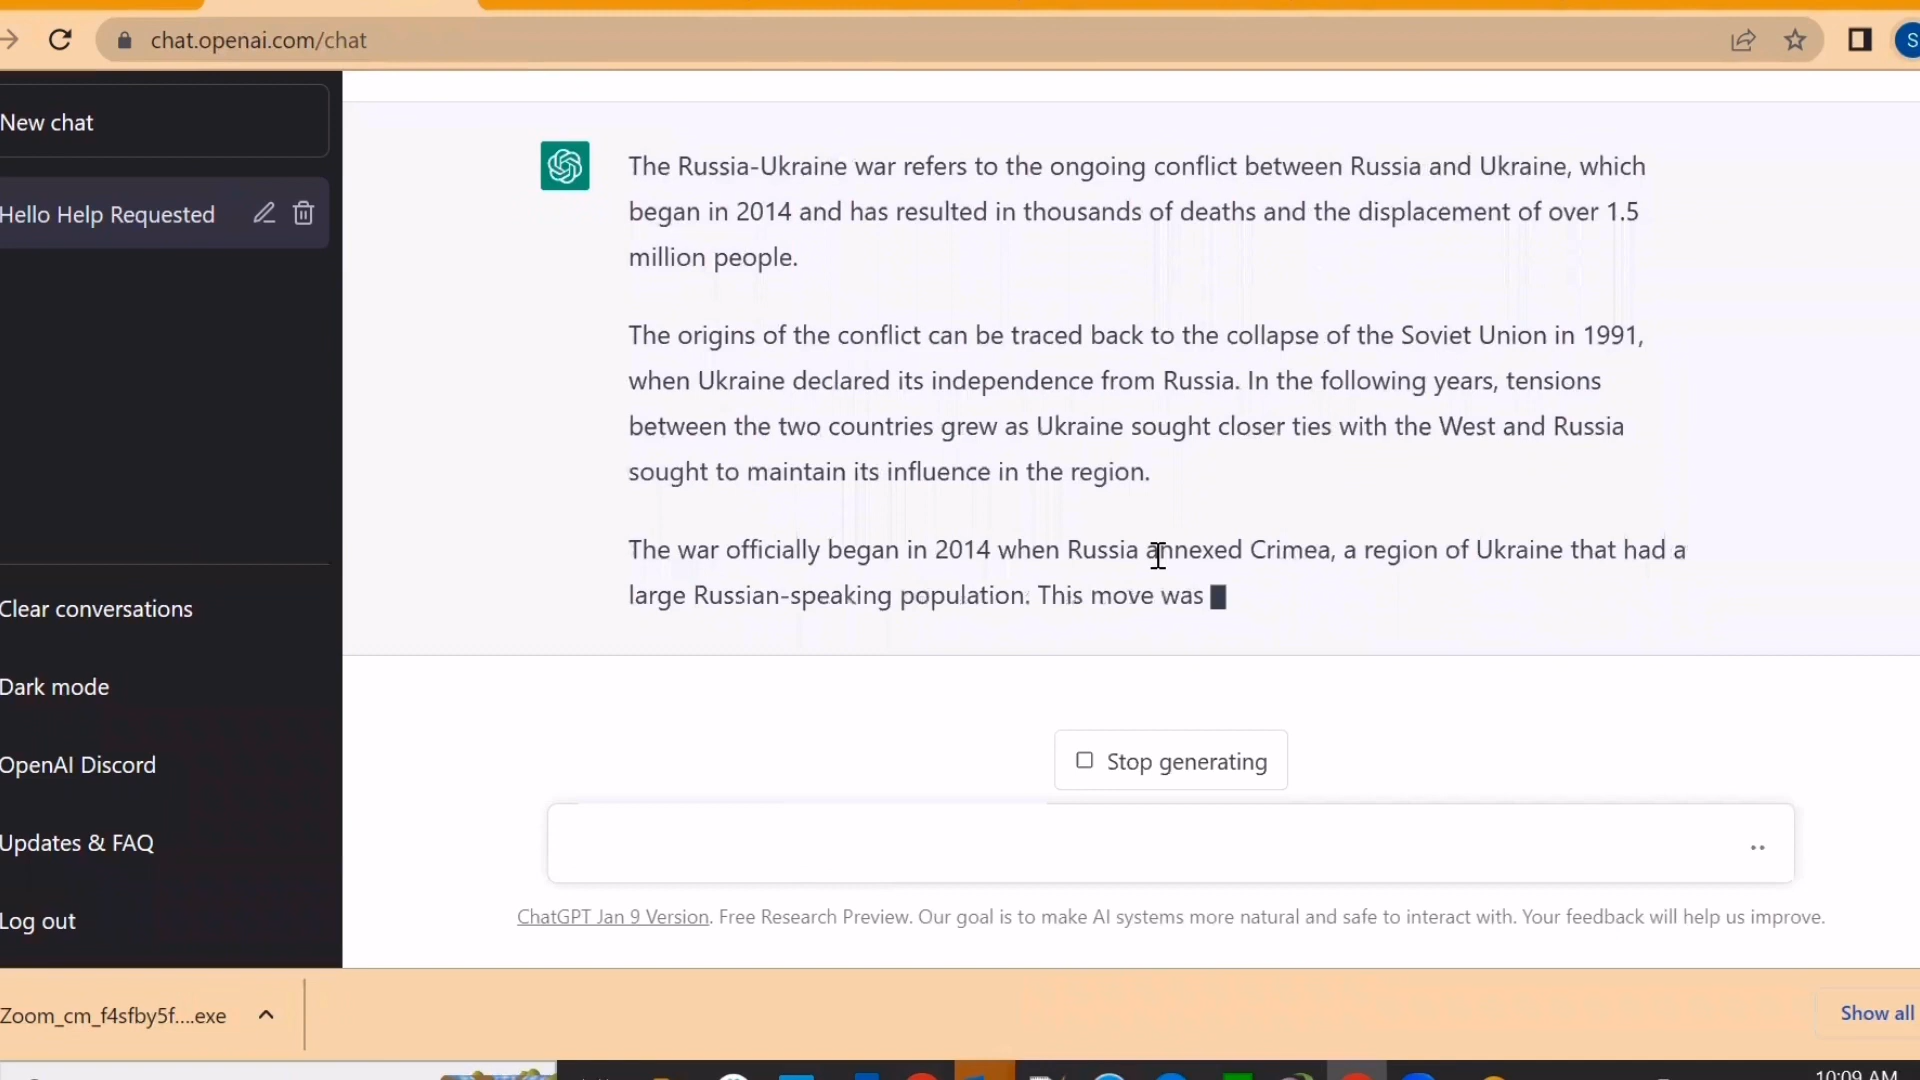 chat.openai.com/chat
S
New chat
Hello Help Requested
The Russia-Ukraine war refers to the ongoing conflict between Russia and Ukraine, which
began in 2014 and has resulted in thousands of deaths and the displacement of over 1.5
million people.
The origins of the conflict can be traced back to the collapse of the Soviet Union in 1991,
when Ukraine declared its independence from Russia. In the following years, tensions
between the two countries grew as Ukraine sought closer ties with the West and Russia
sought to maintain its influence in the region.
The war officially began in 2014 when Russia annexed Crimea, a region of Ukraine that had a
large Russian-speaking population. This move was
Clear conversations
Dark mode
OpenAI Discord
Updates & FAQ
Log out
Stop generating
ChatGPT Jan 9 Version. Free Research Preview. Our goal is to make AI systems more natural and safe to interact with. Your feedback will help us improve.
Zoom_cm_f4sfby5f....exe
Show all
10:09 AM